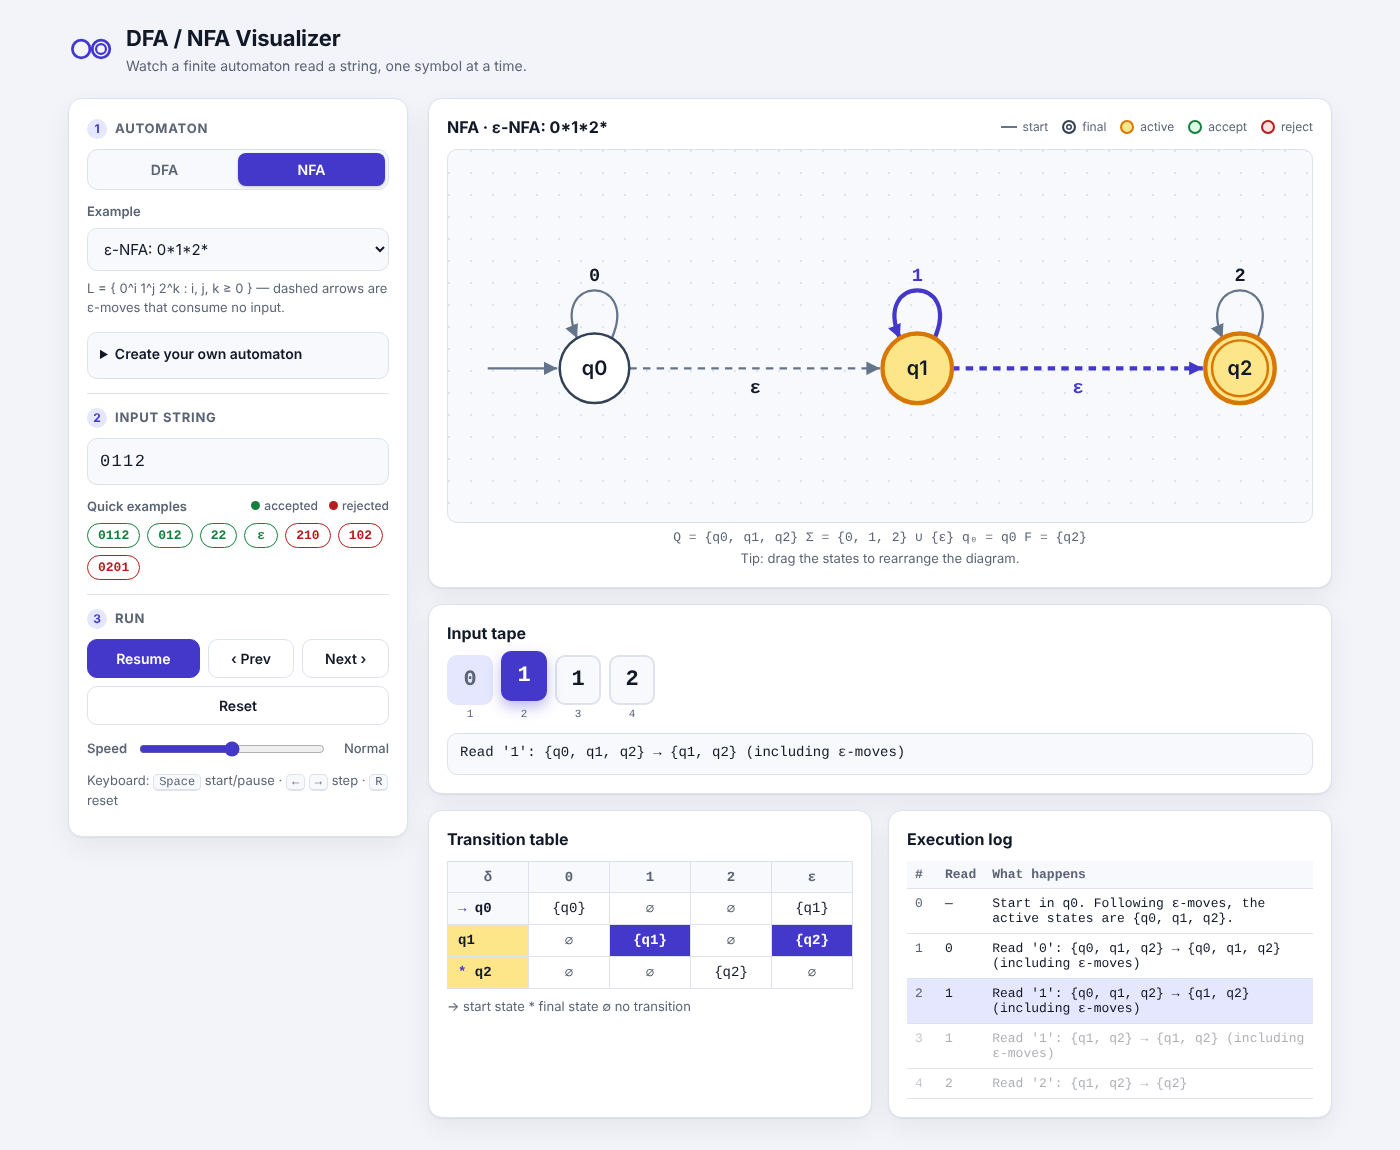 DFA / NFA Visualizer
Watch a finite automaton read a string, one symbol at a time.
1 AUTOMATON
DFA NFA
Example
ε-NFA: 0*1*2*
L = { 0^i 1^j 2^k : i, j, k ≥ 0 } — dashed arrows are
ε-moves that consume no input.
▶ Create your own automaton
2 INPUT STRING
0112
Quick examples accepted rejected
0112 012 22 ε 210 102
0201
3 RUN
Resume ‹ Prev Next ›
Reset
Speed Normal
Keyboard: Space start/pause · ← → step · R
reset
NFA · ε-NFA: 0*1*2*
start final active accept reject
0 1 2
q0 q1 q2
ε ε
Q = {q0, q1, q2} Σ = {0, 1, 2} ∪ {ε} q₀ = q0 F = {q2}
Tip: drag the states to rearrange the diagram.
Input tape
0 1 1 2
1 2 3 4
Read '1': {q0, q1, q2} → {q1, q2} (including ε-moves)
Transition table
δ 0 1 2 ε
→ q0 {q0} ∅ ∅ {q1}
q1 ∅ {q1} ∅ {q2}
* q2 ∅ ∅ {q2} ∅
→ start state * final state ∅ no transition
Execution log
# Read What happens
0 — Start in q0. Following ε-moves, the
active states are {q0, q1, q2}.
1 0 Read '0': {q0, q1, q2} → {q0, q1, q2}
(including ε-moves)
2 1 Read '1': {q0, q1, q2} → {q1, q2}
(including ε-moves)
3 1 Read '1': {q1, q2} → {q1, q2} (including
ε-moves)
4 2 Read '2': {q1, q2} → {q2}